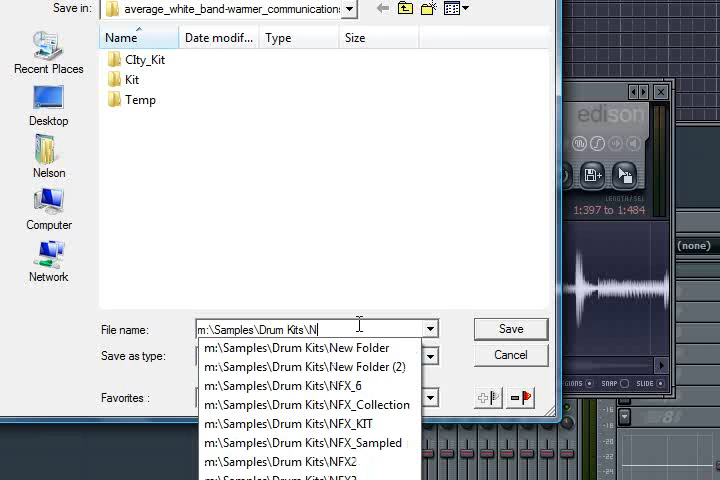 Save in:
average_white_band-warmer_communications
Name
Date modif...
Type
Size
Recent Places
Desktop
Nelson
Computer
Network
CIty_Kit
Kit
Temp
edison
LENGTH / SEL
1:397 to 1:484
(none)
File name:
m:\Samples\Drum Kits\N
Save
Save as type:
Cancel
Favorites :
m:\Samples\Drum Kits\New Folder
m:\Samples\Drum Kits\New Folder (2)
m:\Samples\Drum Kits\NFX_6
m:\Samples\Drum Kits\NFX_Collection
m:\Samples\Drum Kits\NFX_KIT
m:\Samples\Drum Kits\NFX_Sampled
m:\Samples\Drum Kits\NFX2
REGIONS
SNAP
SLIDE